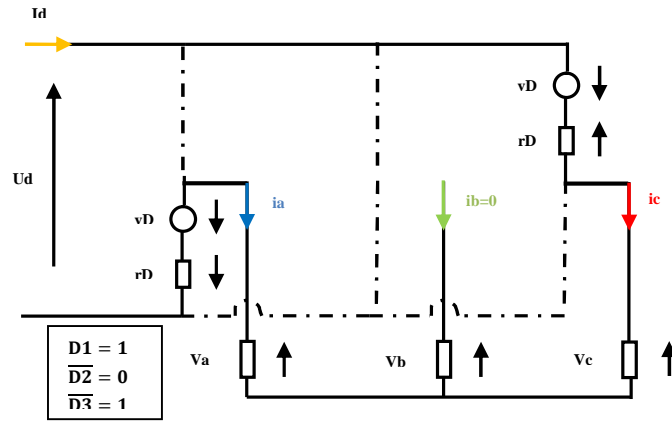 Id
vD
rD
Ud
ia
ib=0
ic
vD
rD
Va
Vb
Vc
D1 = 1
D2̅ = 0
D3̅ = 1